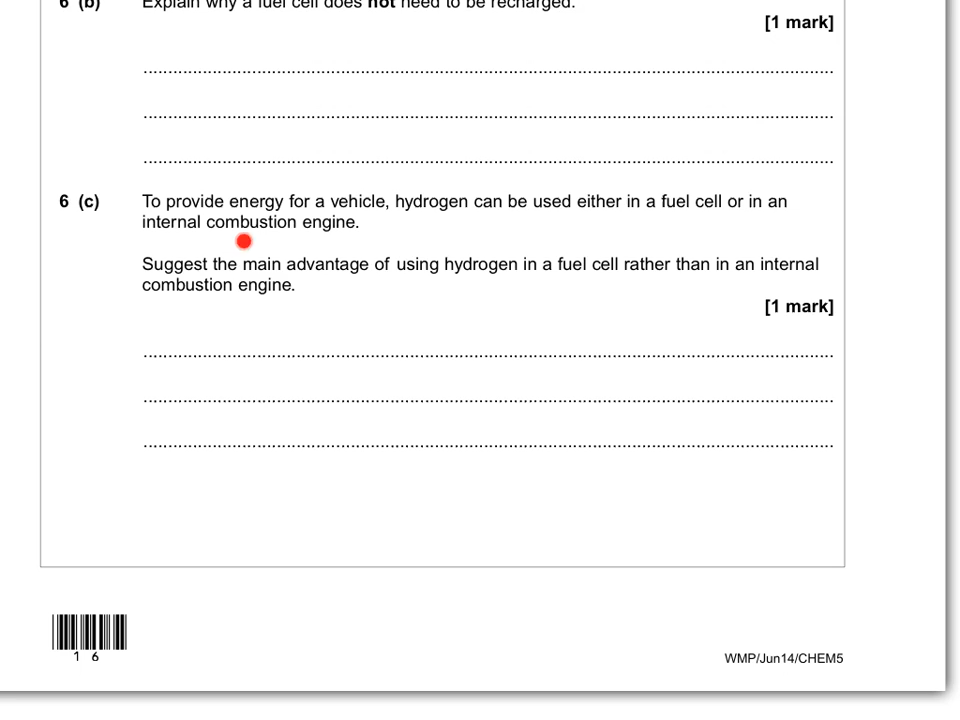 6 (b) Explain why a fuel cell does not need to be recharged.
[1 mark]
6 (c) To provide energy for a vehicle, hydrogen can be used either in a fuel cell or in an
internal combustion engine.
Suggest the main advantage of using hydrogen in a fuel cell rather than in an internal
combustion engine.
[1 mark]
1 6
WMP/Jun14/CHEM5